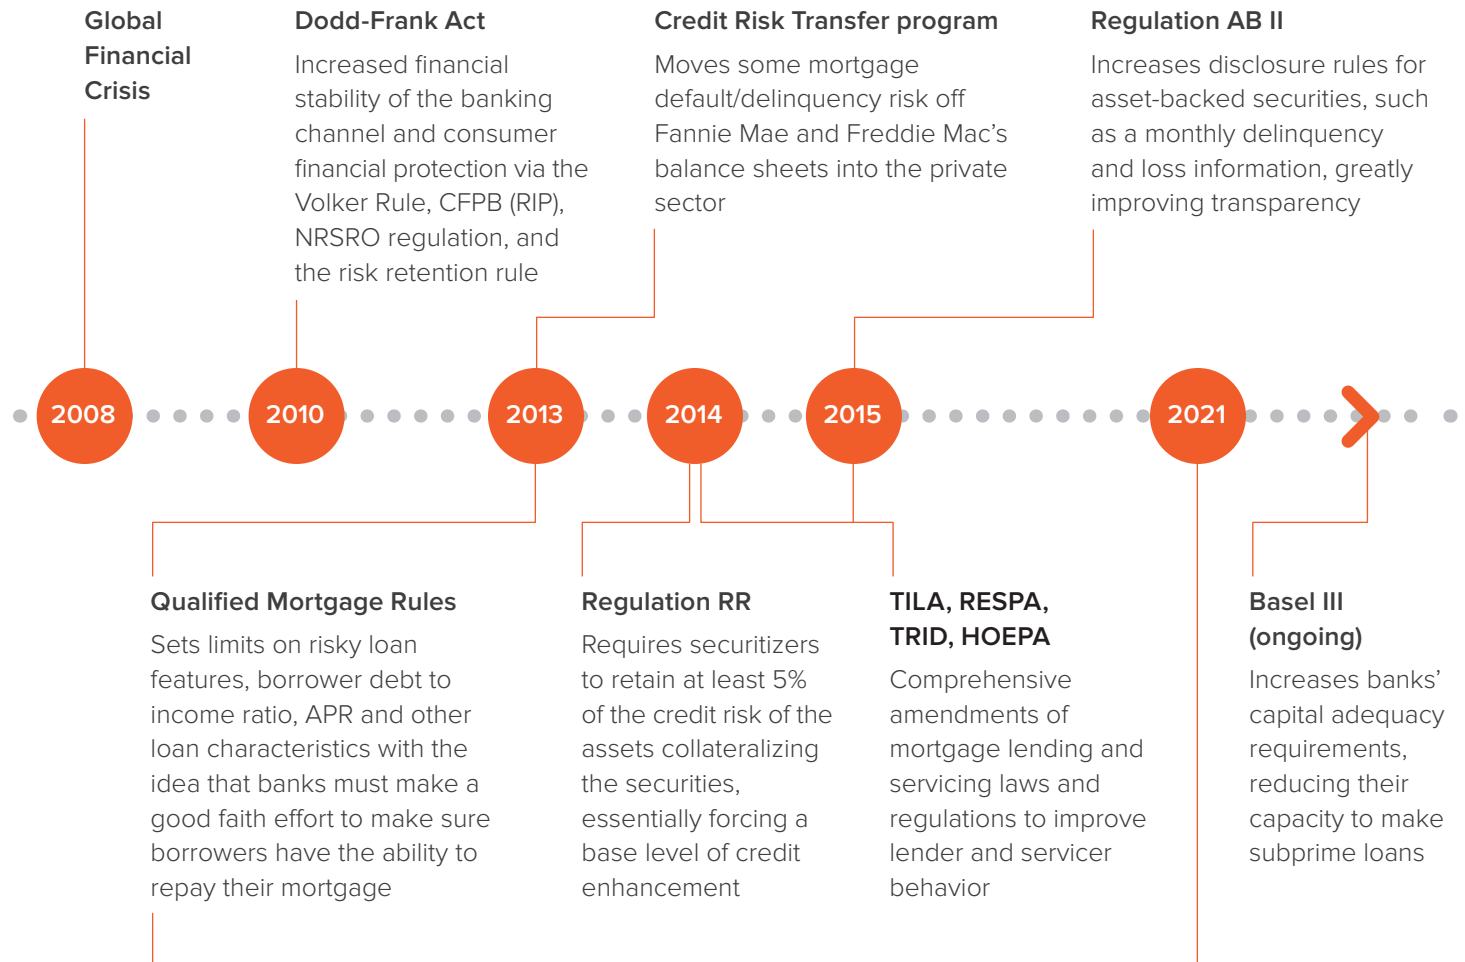 Global
Financial
Crisis
Dodd-Frank Act
Increased financial
stability of the banking
channel and consumer
financial protection via the
Volker Rule, CFPB (RIP),
NRSRO regulation, and
the risk retention rule
Credit Risk Transfer program
Moves some mortgage
default/delinquency risk off
Fannie Mae and Freddie Mac’s
balance sheets into the private
sector
Regulation AB II
Increases disclosure rules for
asset-backed securities, such
as a monthly delinquency
and loss information, greatly
improving transparency
2008
2010
2013
2014
2015
2021
Qualified Mortgage Rules
Sets limits on risky loan
features, borrower debt to
income ratio, APR and other
loan characteristics with the
idea that banks must make a
good faith effort to make sure
borrowers have the ability to
repay their mortgage
Regulation RR
Requires securitizers
to retain at least 5%
of the credit risk of the
assets collateralizing
the securities,
essentially forcing a
base level of credit
enhancement
TILA, RESPA,
TRID, HOEPA
Comprehensive
amendments of
mortgage lending and
servicing laws and
regulations to improve
lender and servicer
behavior
Basel III
(ongoing)
Increases banks’
capital adequacy
requirements,
reducing their
capacity to make
subprime loans